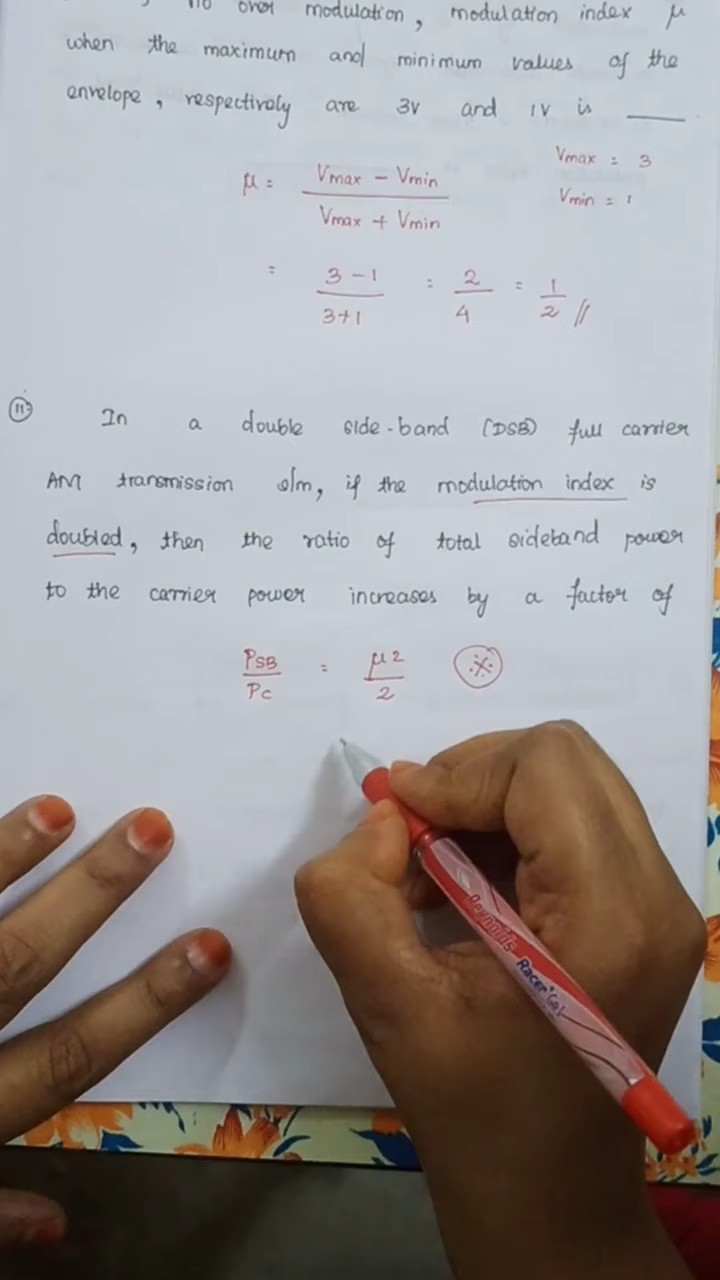 no over modulation, modulation index μ
when the maximum and minimum values of the
envelope, respectively are 3V and 1V is ____
Vmax = 3
Vmin = 1
μ = Vmax - Vmin / Vmax + Vmin
= 3-1 / 3+1 = 2/4 = 1/2 //
11) In a double side-band (DSB) full carrier
AM transmission s/m, if the modulation index is
doubled, then the ratio of total sideband power
to the carrier power increases by a factor of
PSB/PC = μ2/2 ※
Reynolds Racer Gel